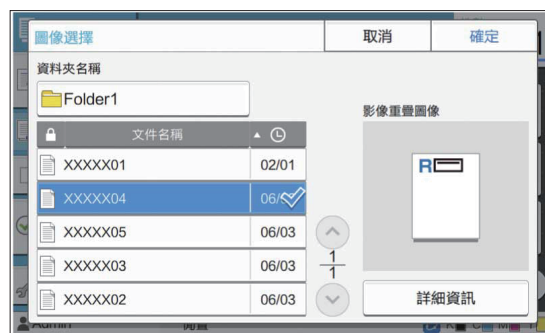 圖像選擇
取消
確定
資料夾名稱
Folder1
影像重疊圖像
文件名稱
XXXXX01 02/01
R
XXXXX04 06/
XXXXX05 06/03
XXXXX03 06/03
XXXXX02 06/03
1
1
詳細資訊